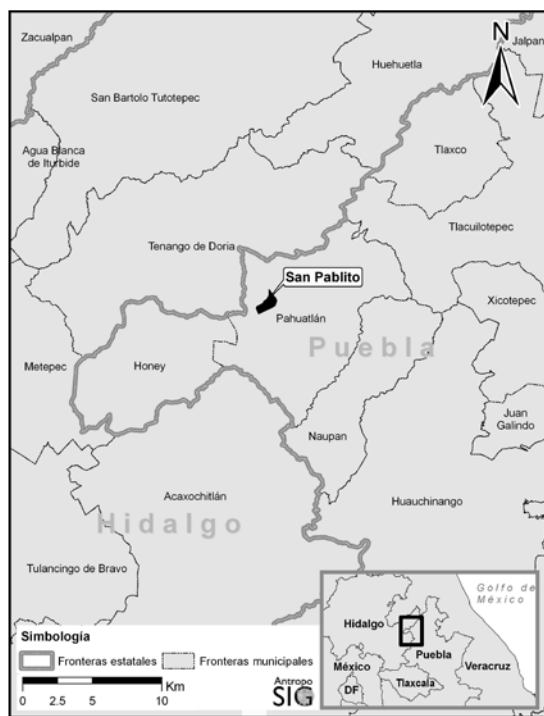 Zacualpan
N
Jalpan
Huehuetla
San Bartolo Tutotepec
Agua Blanca
de Iturbide
Tlaxco
Tlacuilotepec
Tenango de Doria
San Pablito
Xicotepec
Pahuatlán
Puebla
Metepec
Honey
Juan
Galindo
Naupan
Acaxochitlán
Huauchinango
Hidalgo
Tulancingo de Bravo
Golfo de
México
Simbología
Hidalgo
Puebla
Fronteras estatales
Fronteras municipales
México
Veracruz
Tlaxcala
DF
Km
0 2.5 5 10
Antropo
SIG